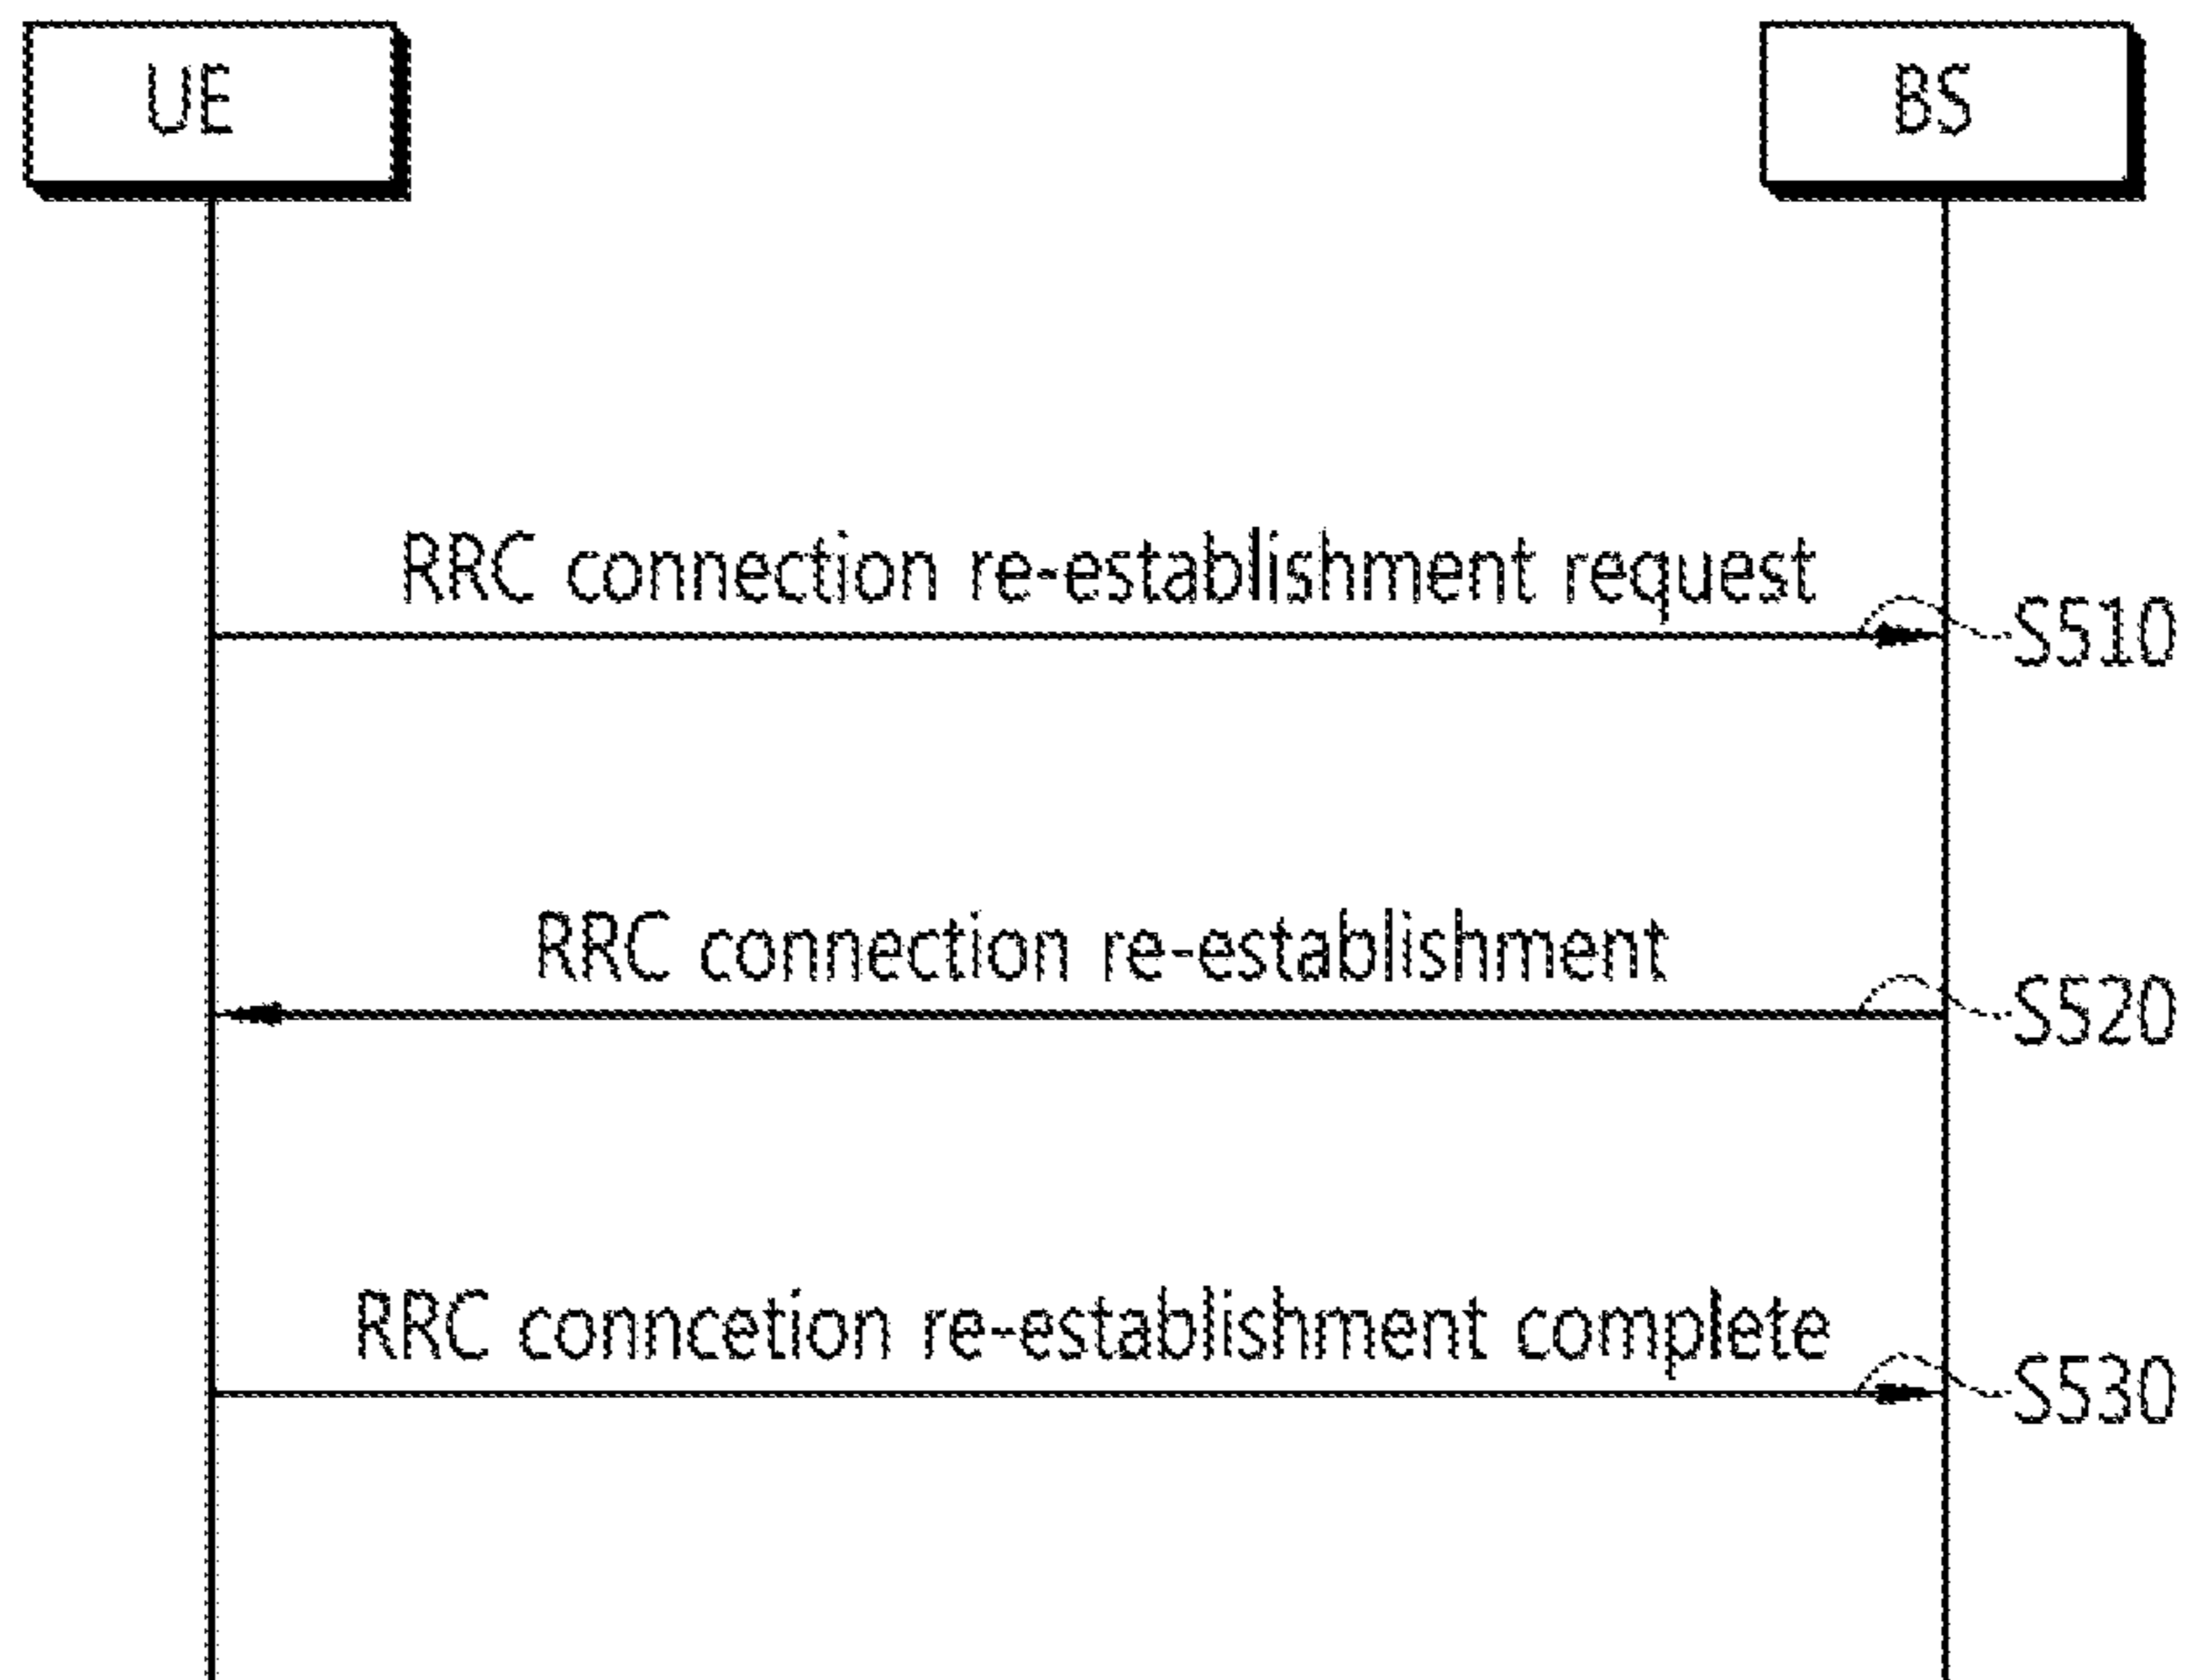 UE
BS
RRC connection re-establishment request
S510
RRC connection re-establishment
S520
RRC conncetion re-establishment complete
S530